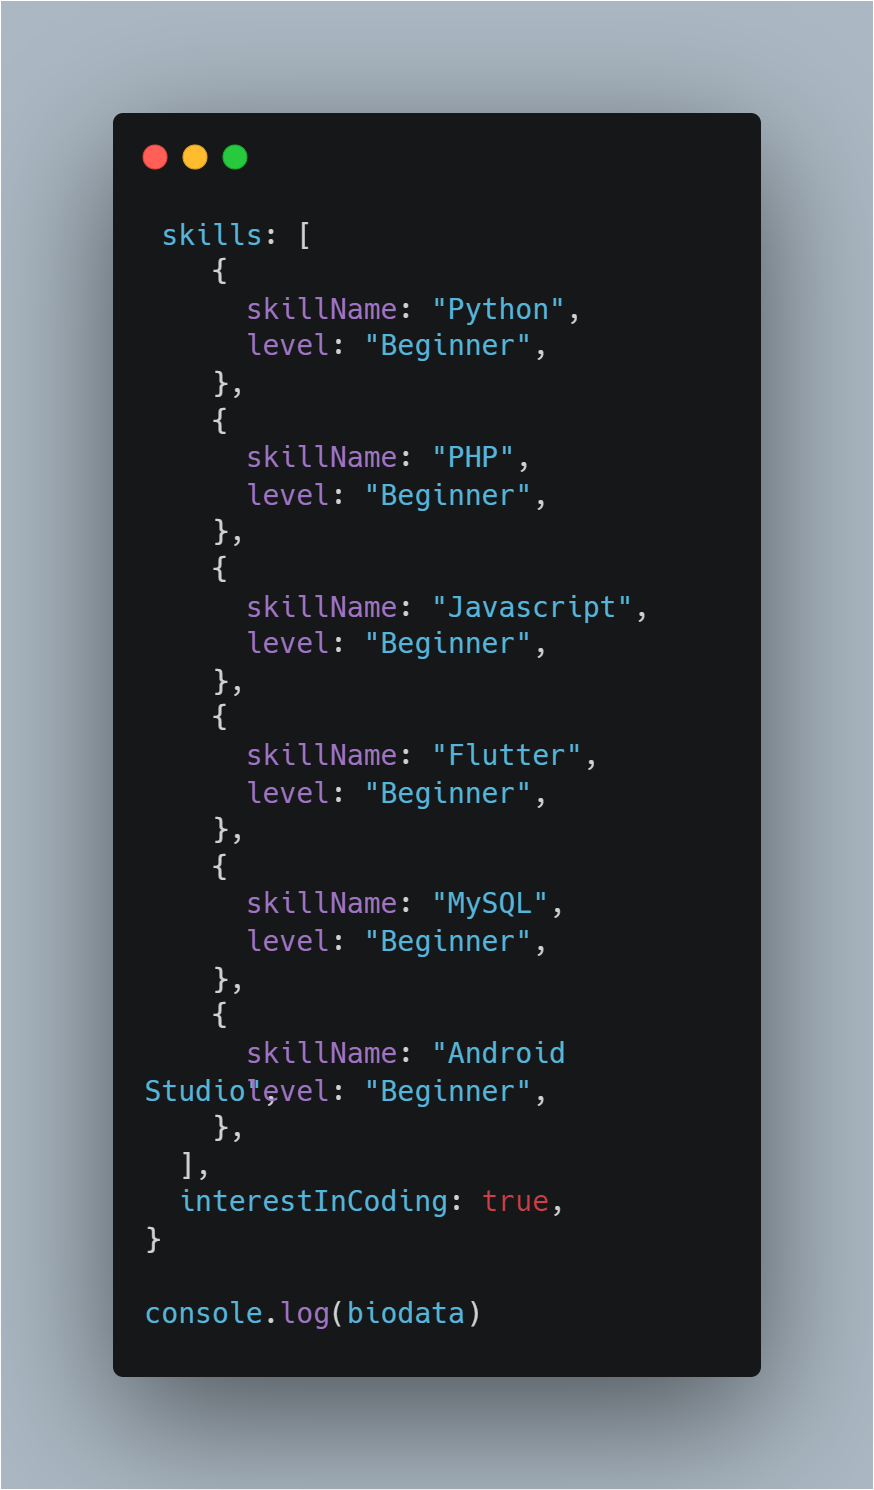 skills: [
{
skillName: "Python",
level: "Beginner",
},
{
skillName: "PHP",
level: "Beginner",
},
{
skillName: "Javascript",
level: "Beginner",
},
{
skillName: "Flutter",
level: "Beginner",
},
{
skillName: "MySQL",
level: "Beginner",
},
{
skillName: "Android
Studio",
level: "Beginner",
},
],
interestInCoding: true,
}
console.log(biodata)